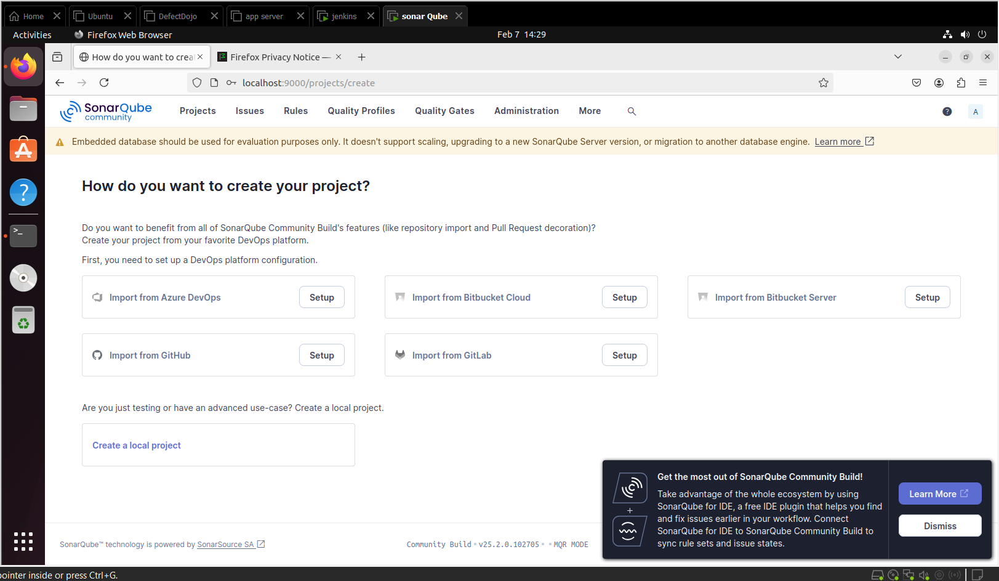 Home
Ubuntu
DefectDojo
app server
jenkins
sonar Qube
Activities
Firefox Web Browser
Feb 7 14:29
How do you want to crea
Firefox Privacy Notice —
localhost:9000/projects/create
SonarQube
community
Projects
Issues
Rules
Quality Profiles
Quality Gates
Administration
More
?
A
Embedded database should be used for evaluation purposes only. It doesn't support scaling, upgrading to a new SonarQube Server version, or migration to another database engine. Learn more
How do you want to create your project?
Do you want to benefit from all of SonarQube Community Build's features (like repository import and Pull Request decoration)?
Create your project from your favorite DevOps platform.
First, you need to set up a DevOps platform configuration.
Import from Azure DevOps
Setup
Import from Bitbucket Cloud
Setup
Import from Bitbucket Server
Setup
Import from GitHub
Setup
Import from GitLab
Setup
Are you just testing or have an advanced use-case? Create a local project.
Create a local project
Get the most out of SonarQube Community Build!
Take advantage of the whole ecosystem by using
SonarQube for IDE, a free IDE plugin that helps you find
and fix issues earlier in your workflow. Connect
SonarQube for IDE to SonarQube Community Build to
sync rule sets and issue states.
Learn More
Dismiss
SonarQube™ technology is powered by SonarSource SA
Community Build • v25.2.0.102705 • • MQR MODE
pointer inside or press Ctrl+G.